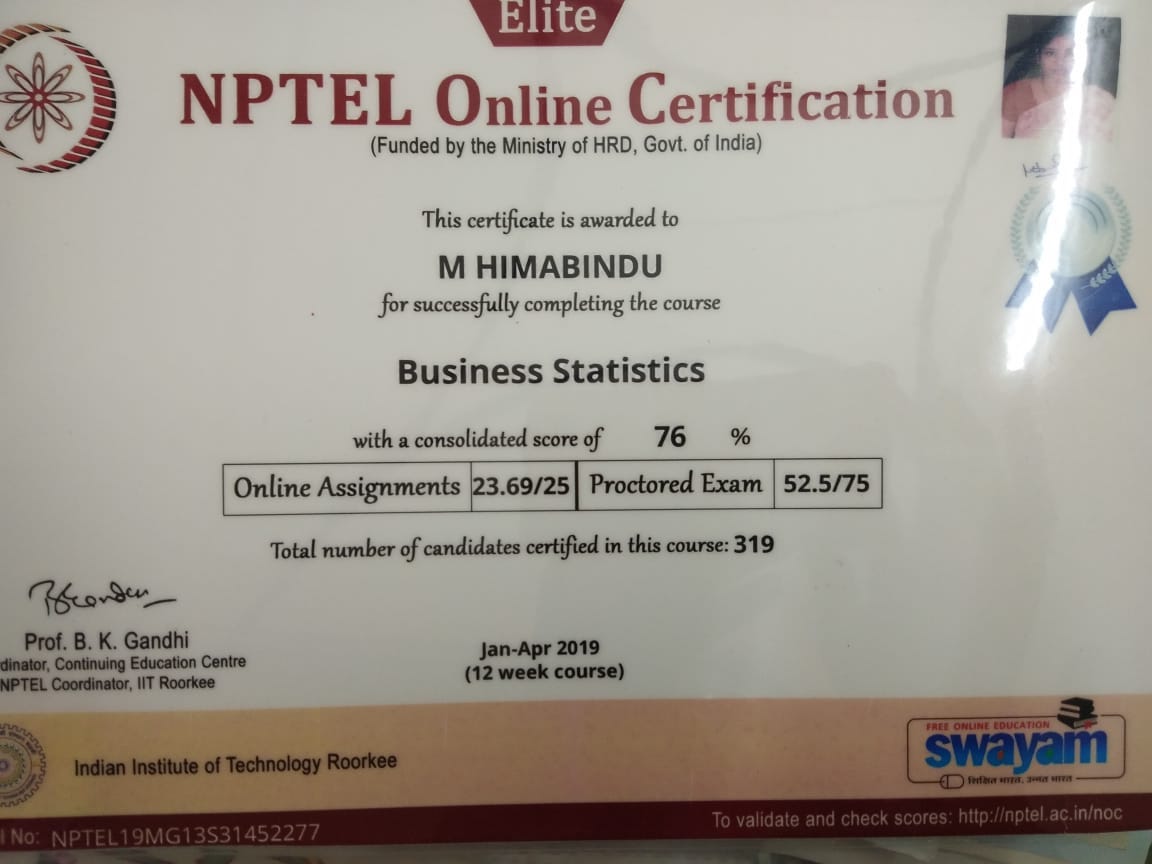 Elite
NPTEL Online Certification
(Funded by the Ministry of HRD, Govt. of India)
This certificate is awarded to
M HIMABINDU
for successfully completing the course
Business Statistics
with a consolidated score of 76 %
Online Assignments 23.69/25 Proctored Exam 52.5/75
Total number of candidates certified in this course: 319
Prof. B. K. Gandhi
dinator, Continuing Education Centre
NPTEL Coordinator, IIT Roorkee
Jan-Apr 2019
(12 week course)
Indian Institute of Technology Roorkee
FREE ONLINE EDUCATION
swayam
शिक्षित भारत, उन्नत भारत
l No: NPTEL19MG13S31452277
To validate and check scores: http://nptel.ac.in/noc